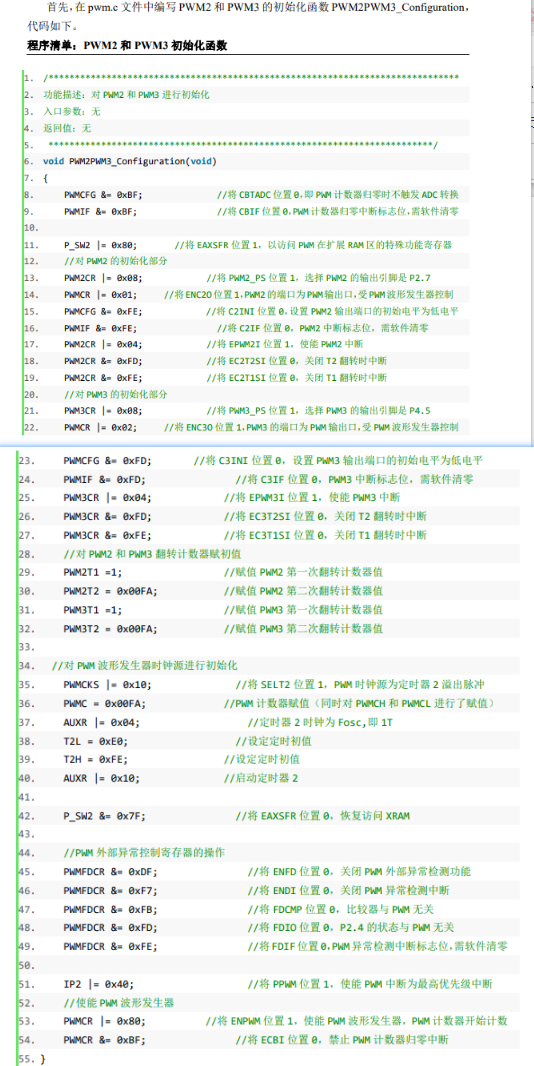 首先，在 pwm.c 文件中编写 PWM2 和 PWM3 的初始化函数 PWM2PWM3_Configuration，
代码如下。
程序清单：PWM2 和 PWM3 初始化函数
1. /*******************************************************************************
2. 功能描述：对 PWM2 和 PWM3 进行初始化
3. 入口参数：无
4. 返回值：无
5. **************************************************************************/
6. void PWM2PWM3_Configuration(void)
7. {
8. PWMCFG &= 0xBF; //将 CBTADC 位置 0,即 PWM 计数器归零时不触发 ADC 转换
9. PWMIF &= 0xBF; //将 CBIF 位置 0,PWM 计数器归零中断标志位,需软件清零
10.
11. P_SW2 |= 0x80; //将 EAXSFR 位置 1, 以访问 PWM 在扩展 RAM 区的特殊功能寄存器
12. //对 PWM2 的初始化部分
13. PWM2CR |= 0x08; //将 PWM2_PS 位置 1, 选择 PWM2 的输出引脚是 P2.7
14. PWMCR |= 0x01; //将 ENC2O 位置 1,PWM2 的端口为 PWM 输出口,受 PWM 波形发生器控制
15. PWMCFG &= 0xFE; //将 C2INI 位置 0,设置 PWM2 输出端口的初始电平为低电平
16. PWMIF &= 0xFE; //将 C2IF 位置 0, PWM2 中断标志位, 需软件清零
17. PWM2CR |= 0x04; //将 EPWM2I 位置 1, 使能 PWM2 中断
18. PWM2CR &= 0xFD; //将 EC2T2SI 位置 0, 关闭 T2 翻转时中断
19. PWM2CR &= 0xFE; //将 EC2T1SI 位置 0, 关闭 T1 翻转时中断
20. //对 PWM3 的初始化部分
21. PWM3CR |= 0x08; //将 PWM3_PS 位置 1, 选择 PWM3 的输出引脚是 P4.5
22. PWMCR |= 0x02; //将 ENC3O 位置 1,PWM3 的端口为 PWM 输出口,受 PWM 波形发生器控制
23. PWMCFG &= 0xFD; //将 C3INI 位置 0, 设置 PWM3 输出端口的初始电平为低电平
24. PWMIF &= 0xFD; //将 C3IF 位置 0, PWM3 中断标志位, 需软件清零
25. PWM3CR |= 0x04; //将 EPWM3I 位置 1, 使能 PWM3 中断
26. PWM3CR &= 0xFD; //将 EC3T2SI 位置 0, 关闭 T2 翻转时中断
27. PWM3CR &= 0xFE; //将 EC3T1SI 位置 0, 关闭 T1 翻转时中断
28. //对 PWM2 和 PWM3 翻转计数器赋初值
29. PWM2T1 =1; //赋值 PWM2 第一次翻转计数器值
30. PWM2T2 = 0x00FA; //赋值 PWM2 第二次翻转计数器值
31. PWM3T1 =1; //赋值 PWM3 第一次翻转计数器值
32. PWM3T2 = 0x00FA; //赋值 PWM3 第二次翻转计数器值
33.
34. //对 PWM 波形发生器时钟源进行初始化
35. PWMCKS |= 0x10; //将 SELT2 位置 1, PWM 时钟源为定时器 2 溢出脉冲
36. PWMC = 0x00FA; //PWM 计数器赋值（同时对 PWMCH 和 PWMCL 进行了赋值）
37. AUXR |= 0x04; //定时器 2 时钟为 Fosc,即 1T
38. T2L = 0xE0; //设定定时初值
39. T2H = 0xFE; //设定定时初值
40. AUXR |= 0x10; //启动定时器 2
41.
42. P_SW2 &= 0x7F; //将 EAXSFR 位置 0, 恢复访问 XRAM
43.
44. //PWM 外部异常控制寄存器的操作
45. PWMFDCR &= 0xDF; //将 ENFD 位置 0, 关闭 PWM 外部异常检测功能
46. PWMFDCR &= 0xF7; //将 ENDI 位置 0, 关闭 PWM 异常检测中断
47. PWMFDCR &= 0xFB; //将 FDCMP 位置 0, 比较器与 PWM 无关
48. PWMFDCR &= 0xFD; //将 FDIO 位置 0, P2.4 的状态与 PWM 无关
49. PWMFDCR &= 0xFE; //将 FDIF 位置 0,PWM 异常检测中断标志位,需软件清零
50.
51. IP2 |= 0x40; //将 PPWM 位置 1, 使能 PWM 中断为最高优先级中断
52. //使能 PWM 波形发生器
53. PWMCR |= 0x80; //将 ENPWM 位置 1, 使能 PWM 波形发生器, PWM 计数器开始计数
54. PWMCR &= 0xBF; //将 ECBI 位置 0, 禁止 PWM 计数器归零中断
55. }